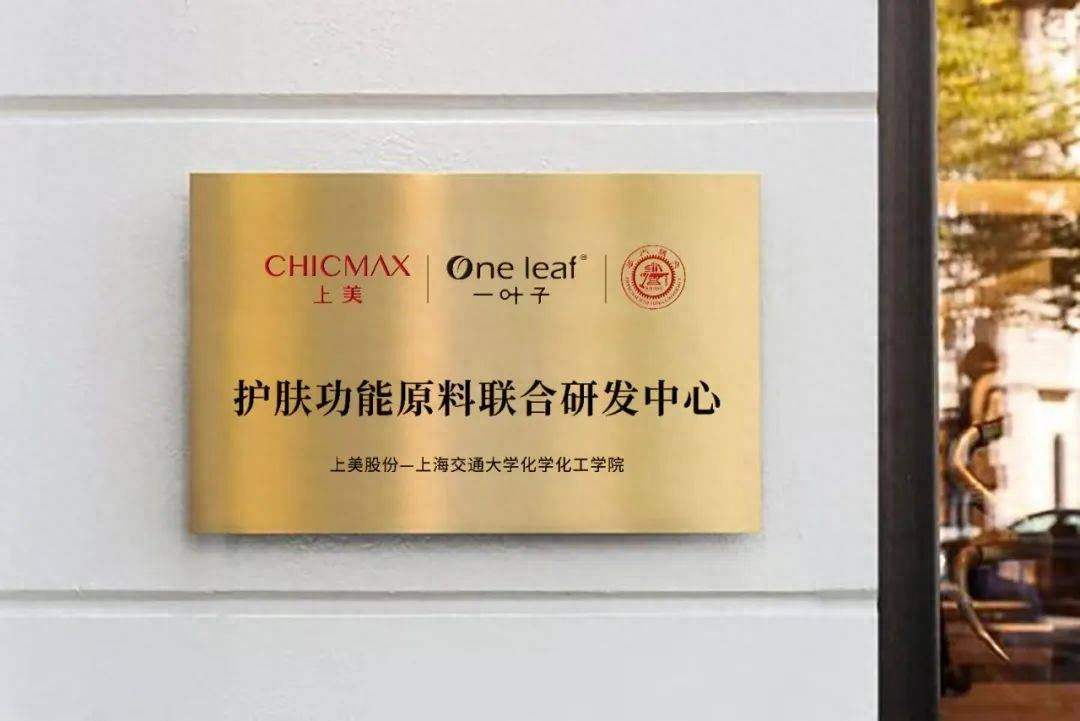 CHICMAX
上美
One leaf®
一叶子
护肤功能原料联合研发中心
上美股份—上海交通大学化学化工学院